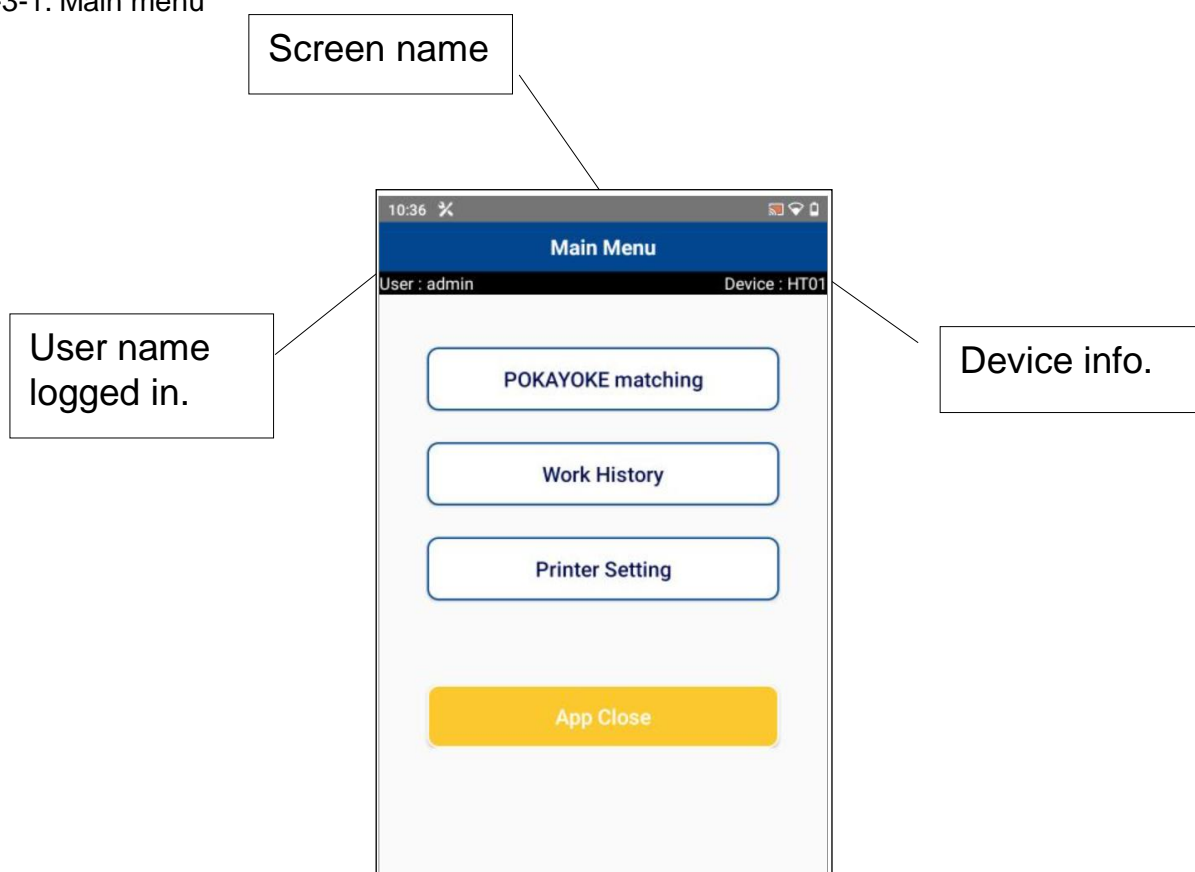 -3-1. Main menu
Screen name
10:36
Main Menu
User : admin
Device : HT01
User name
logged in.
Device info.
POKAYOKE matching
Work History
Printer Setting
App Close